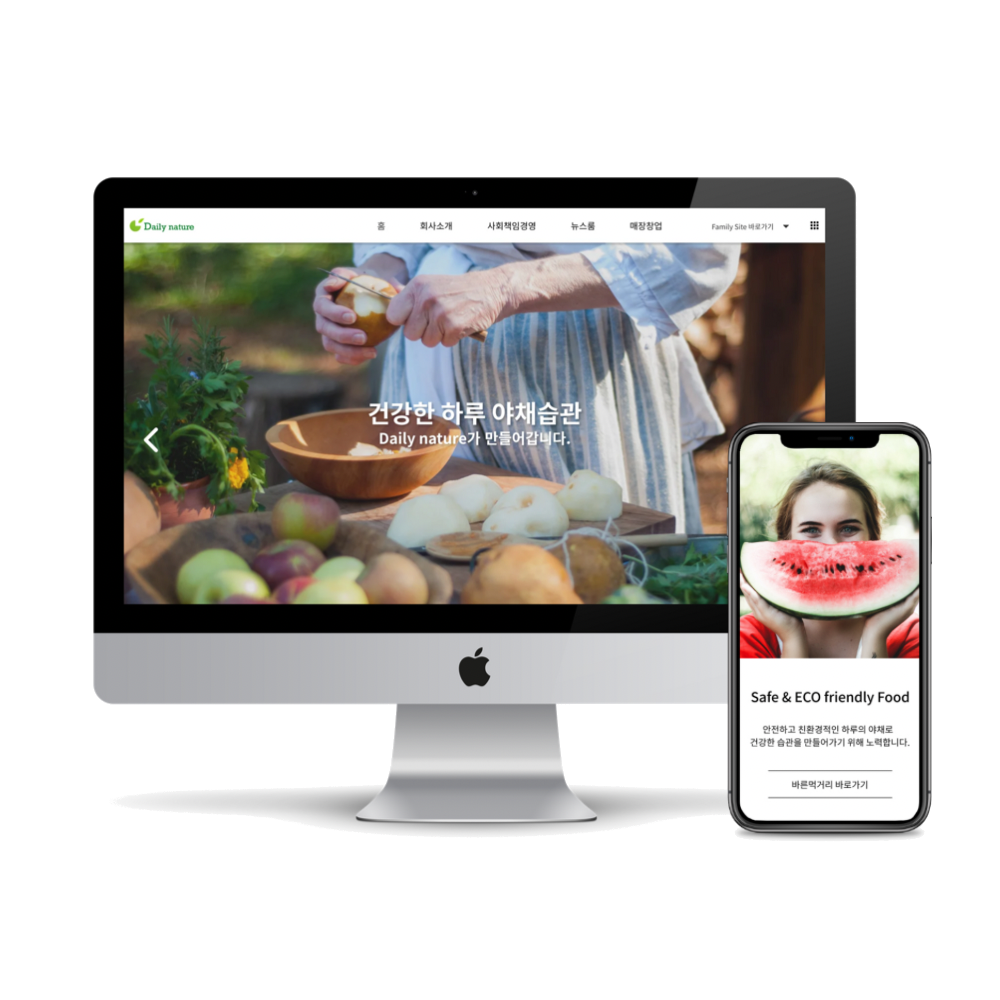 Daily nature
홈 회사소개 사회책임경영 뉴스룸 매장창업 Family Site 바로가기
건강한 하루 야채습관
Daily nature가 만들어갑니다.
Safe & ECO friendly Food
안전하고 친환경적인 하루의 야채로
건강한 습관을 만들어가기 위해 노력합니다.
바른먹거리 바로가기